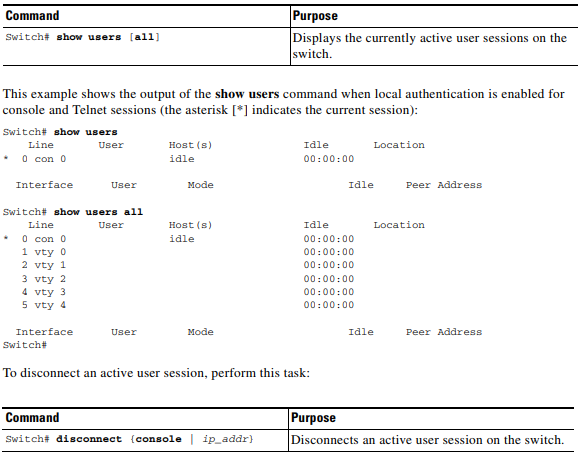 Command Purpose
Switch# show users [all] Displays the currently active user sessions on the
switch.
This example shows the output of the show users command when local authentication is enabled for
console and Telnet sessions (the asterisk [*] indicates the current session):
Switch# show users
Line User Host(s) Idle Location
* 0 con 0 idle 00:00:00
Interface User Mode Idle Peer Address
Switch# show users all
Line User Host(s) Idle Location
* 0 con 0 idle 00:00:00
1 vty 0 00:00:00
2 vty 1 00:00:00
3 vty 2 00:00:00
4 vty 3 00:00:00
5 vty 4 00:00:00
Interface User Mode Idle Peer Address
Switch#
To disconnect an active user session, perform this task:
Command Purpose
Switch# disconnect {console | ip_addr} Disconnects an active user session on the switch.